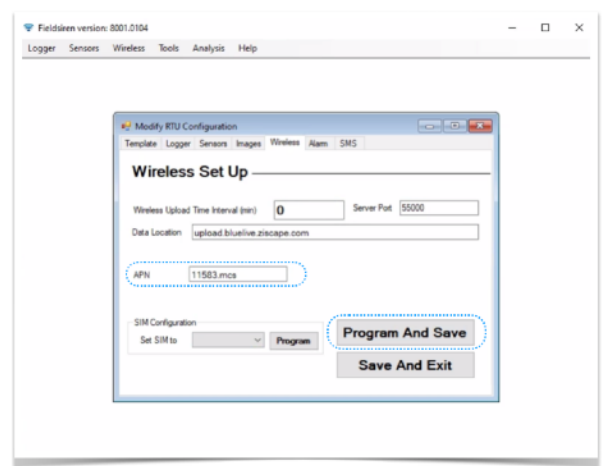 Fieldsiren version: 8001.0104
Logger Sensors Wireless Tools Analysis Help
Modify RTU Configuration
Template Logger Sensors Images Wireless Alarm SMS
Wireless Set Up
Wireless Upload Time Interval (min) 0 Server Port 55000
Data Location upload.bluelive.ziscape.com
APN 11583.mcs
SIM Configuration
Set SIM to Program
Program And Save
Save And Exit